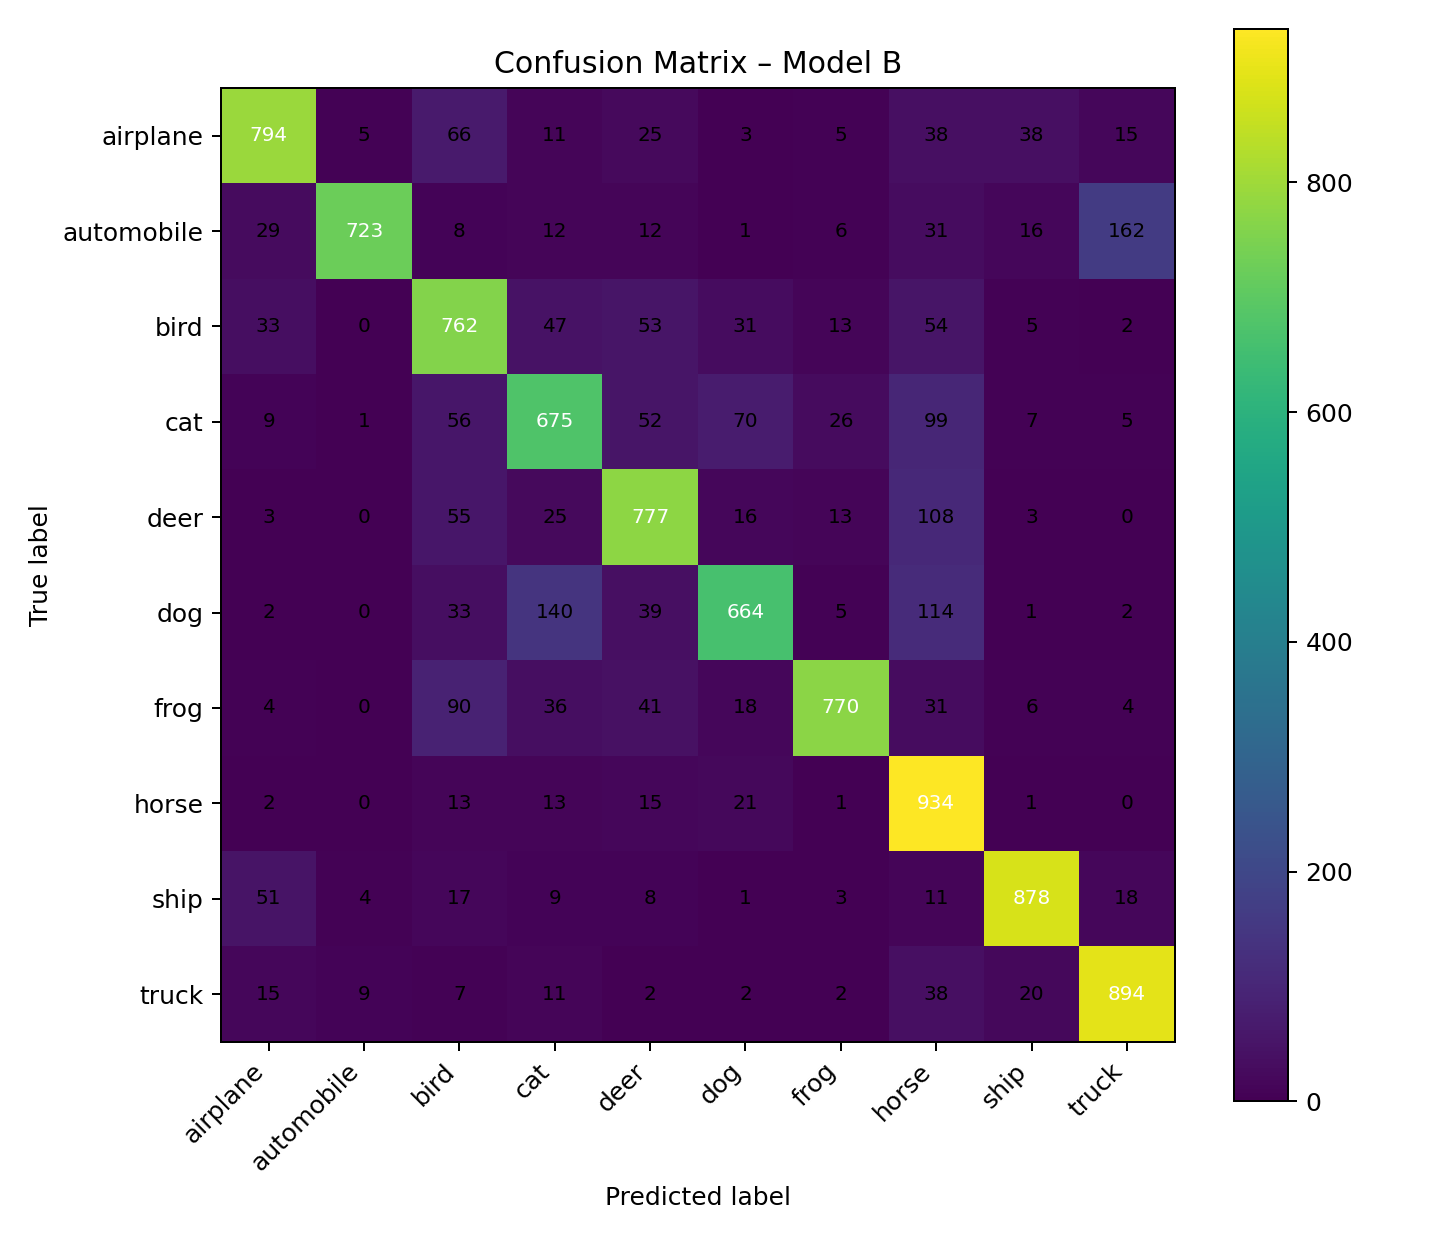 Confusion Matrix – Model B
airplane 794 5 66 11 25 3 5 38 38 15
automobile 29 723 8 12 12 1 6 31 16 162
bird 33 0 762 47 53 31 13 54 5 2
cat 9 1 56 675 52 70 26 99 7 5
deer 3 0 55 25 777 16 13 108 3 0
dog 2 0 33 140 39 664 5 114 1 2
frog 4 0 90 36 41 18 770 31 6 4
horse 2 0 13 13 15 21 1 934 1 0
ship 51 4 17 9 8 1 3 11 878 18
truck 15 9 7 11 2 2 2 38 20 894
True label
airplane automobile bird cat deer dog frog horse ship truck
Predicted label
800
600
400
200
0